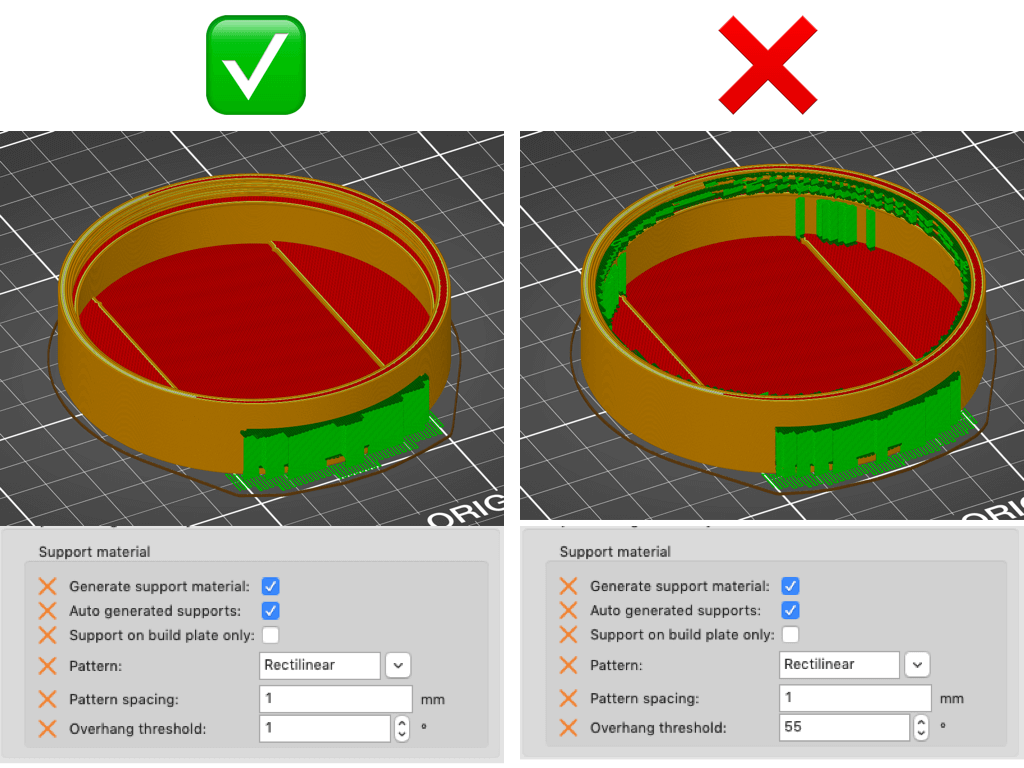 ORIG
ORIG
Support material
Generate support material:
Auto generated supports:
Support on build plate only:
Pattern: Rectilinear
Pattern spacing: 1 mm
Overhang threshold: 1 °
Support material
Generate support material:
Auto generated supports:
Support on build plate only:
Pattern: Rectilinear
Pattern spacing: 1 mm
Overhang threshold: 55 °